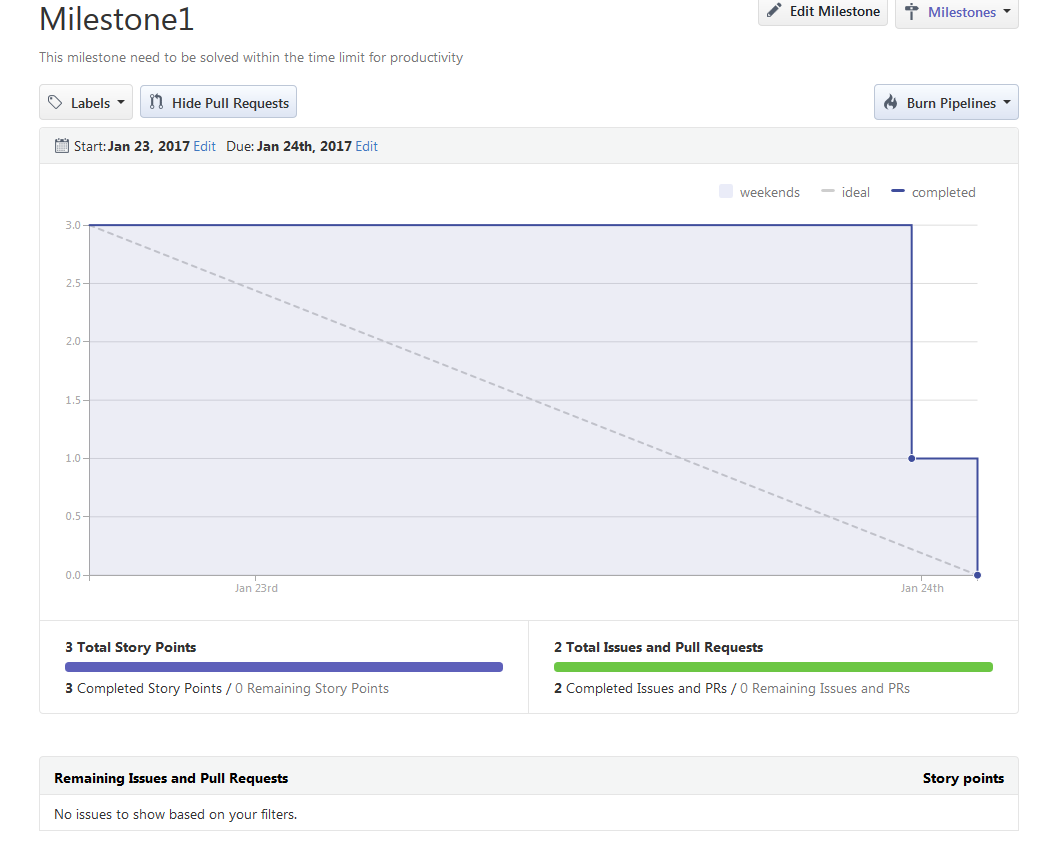 Milestone1
Edit Milestone
Milestones
This milestone need to be solved within the time limit for productivity
Labels
Hide Pull Requests
Burn Pipelines
Start: Jan 23, 2017 Edit Due: Jan 24th, 2017 Edit
weekends
ideal
completed
3.0
2.5
2.0
1.5
1.0
0.5
0.0
Jan 23rd
Jan 24th
3 Total Story Points
3 Completed Story Points / 0 Remaining Story Points
2 Total Issues and Pull Requests
2 Completed Issues and PRs / 0 Remaining Issues and PRs
Remaining Issues and Pull Requests
Story points
No issues to show based on your filters.